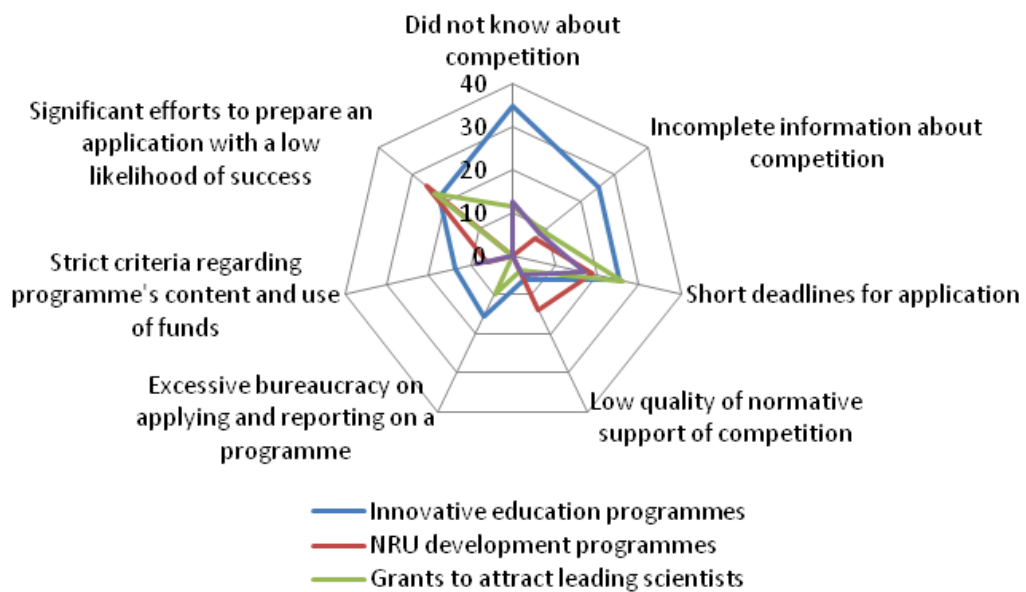 Did not know about
competition
40
30
20
10
0
Incomplete information about
competition
Short deadlines for application
Low quality of normative
support of competition
Excessive bureaucracy on
applying and reporting on a
programme
Strict criteria regarding
programme's content and use
of funds
Significant efforts to prepare an
application with a low
likelihood of success
Innovative education programmes
NRU development programmes
Grants to attract leading scientists